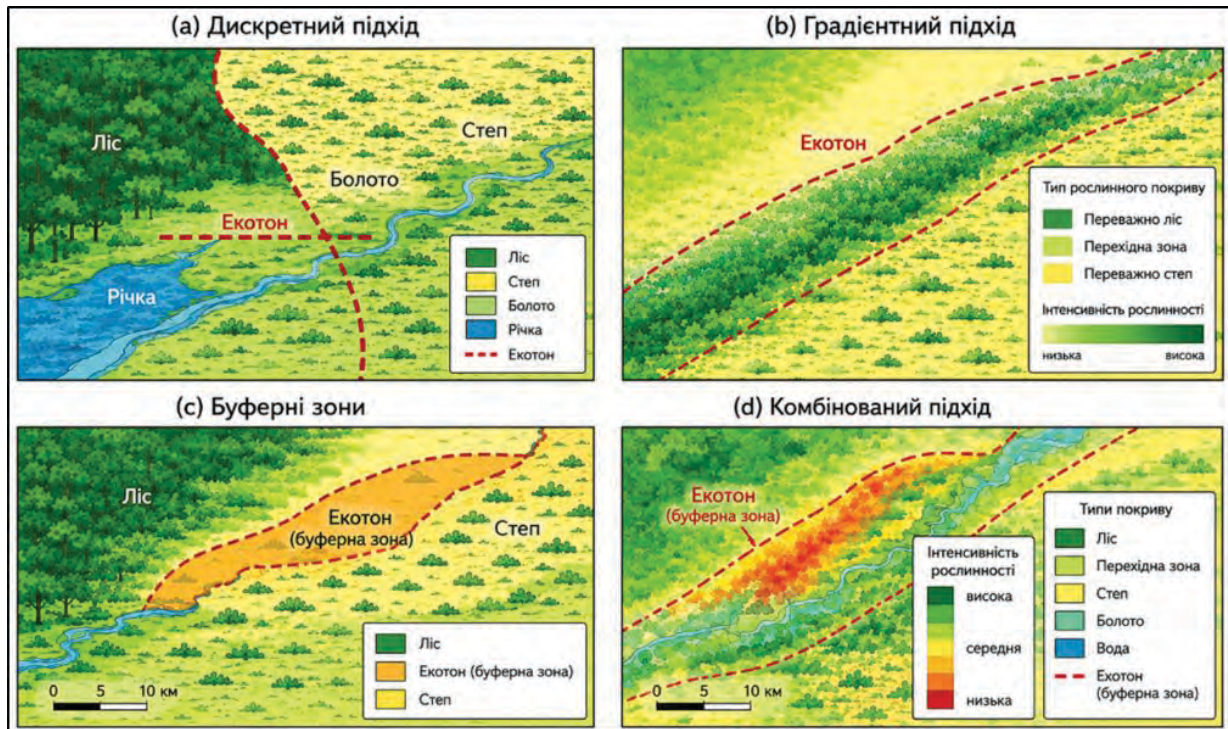 (a) Дискретний підхід
Ліс
Степ
Болото
Екотон
Річка
Ліс
Степ
Болото
Річка
Екотон
(b) Градієнтний підхід
Екотон
Тип рослинного покриву
Переважно ліс
Перехідна зона
Переважно степ
Інтенсивність рослинності
низька висока
(c) Буферні зони
Ліс
Екотон
(буферна зона)
Степ
0 5 10 км
Ліс
Екотон (буферна зона)
Степ
(d) Комбінований підхід
Екотон
(буферна зона)
0 5 10 км
Інтенсивність
рослинності
висока
середня
низька
Типи покриву
Ліс
Перехідна зона
Степ
Болото
Вода
Екотон
(буферна зона)